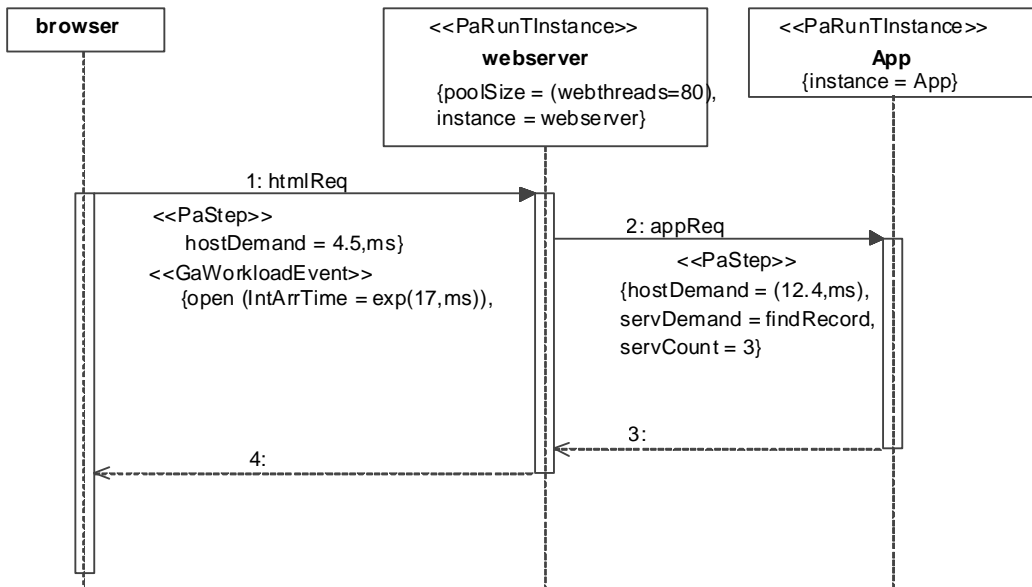 browser
<<PaRunTInstance>>
webserver
{poolSize = (webthreads=80),
instance = webserver}
<<PaRunTInstance>>
App
{instance = App}
1: htmlReq
<<PaStep>>
hostDemand = 4.5,ms}
<<GaWorkloadEvent>>
{open (IntArrTime = exp(17,ms)),
2: appReq
<<PaStep>>
{hostDemand = (12.4,ms),
servDemand = findRecord,
servCount = 3}
3:
4: